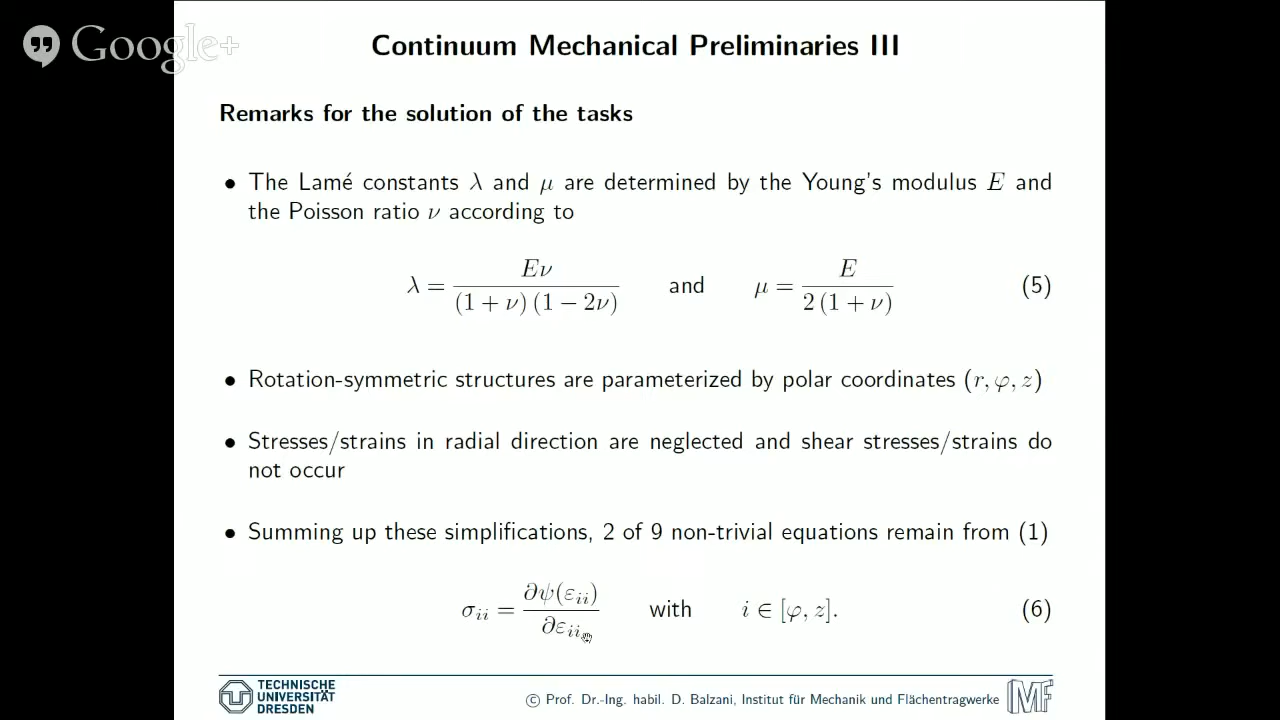 Google+
Continuum Mechanical Preliminaries III
Remarks for the solution of the tasks
• The Lamé constants λ and μ are determined by the Young's modulus E and
the Poisson ratio ν according to
λ = Eν / (1 + ν) (1 − 2ν) and μ = E / 2 (1 + ν) (5)
• Rotation-symmetric structures are parameterized by polar coordinates (r, φ, z)
• Stresses/strains in radial direction are neglected and shear stresses/strains do
not occur
• Summing up these simplifications, 2 of 9 non-trivial equations remain from (1)
σii = ∂ψ(εii) / ∂εii with i ∈ [φ, z]. (6)
TECHNISCHE
UNIVERSITÄT
DRESDEN
© Prof. Dr.-Ing. habil. D. Balzani, Institut für Mechanik und Flächentragwerke
MF